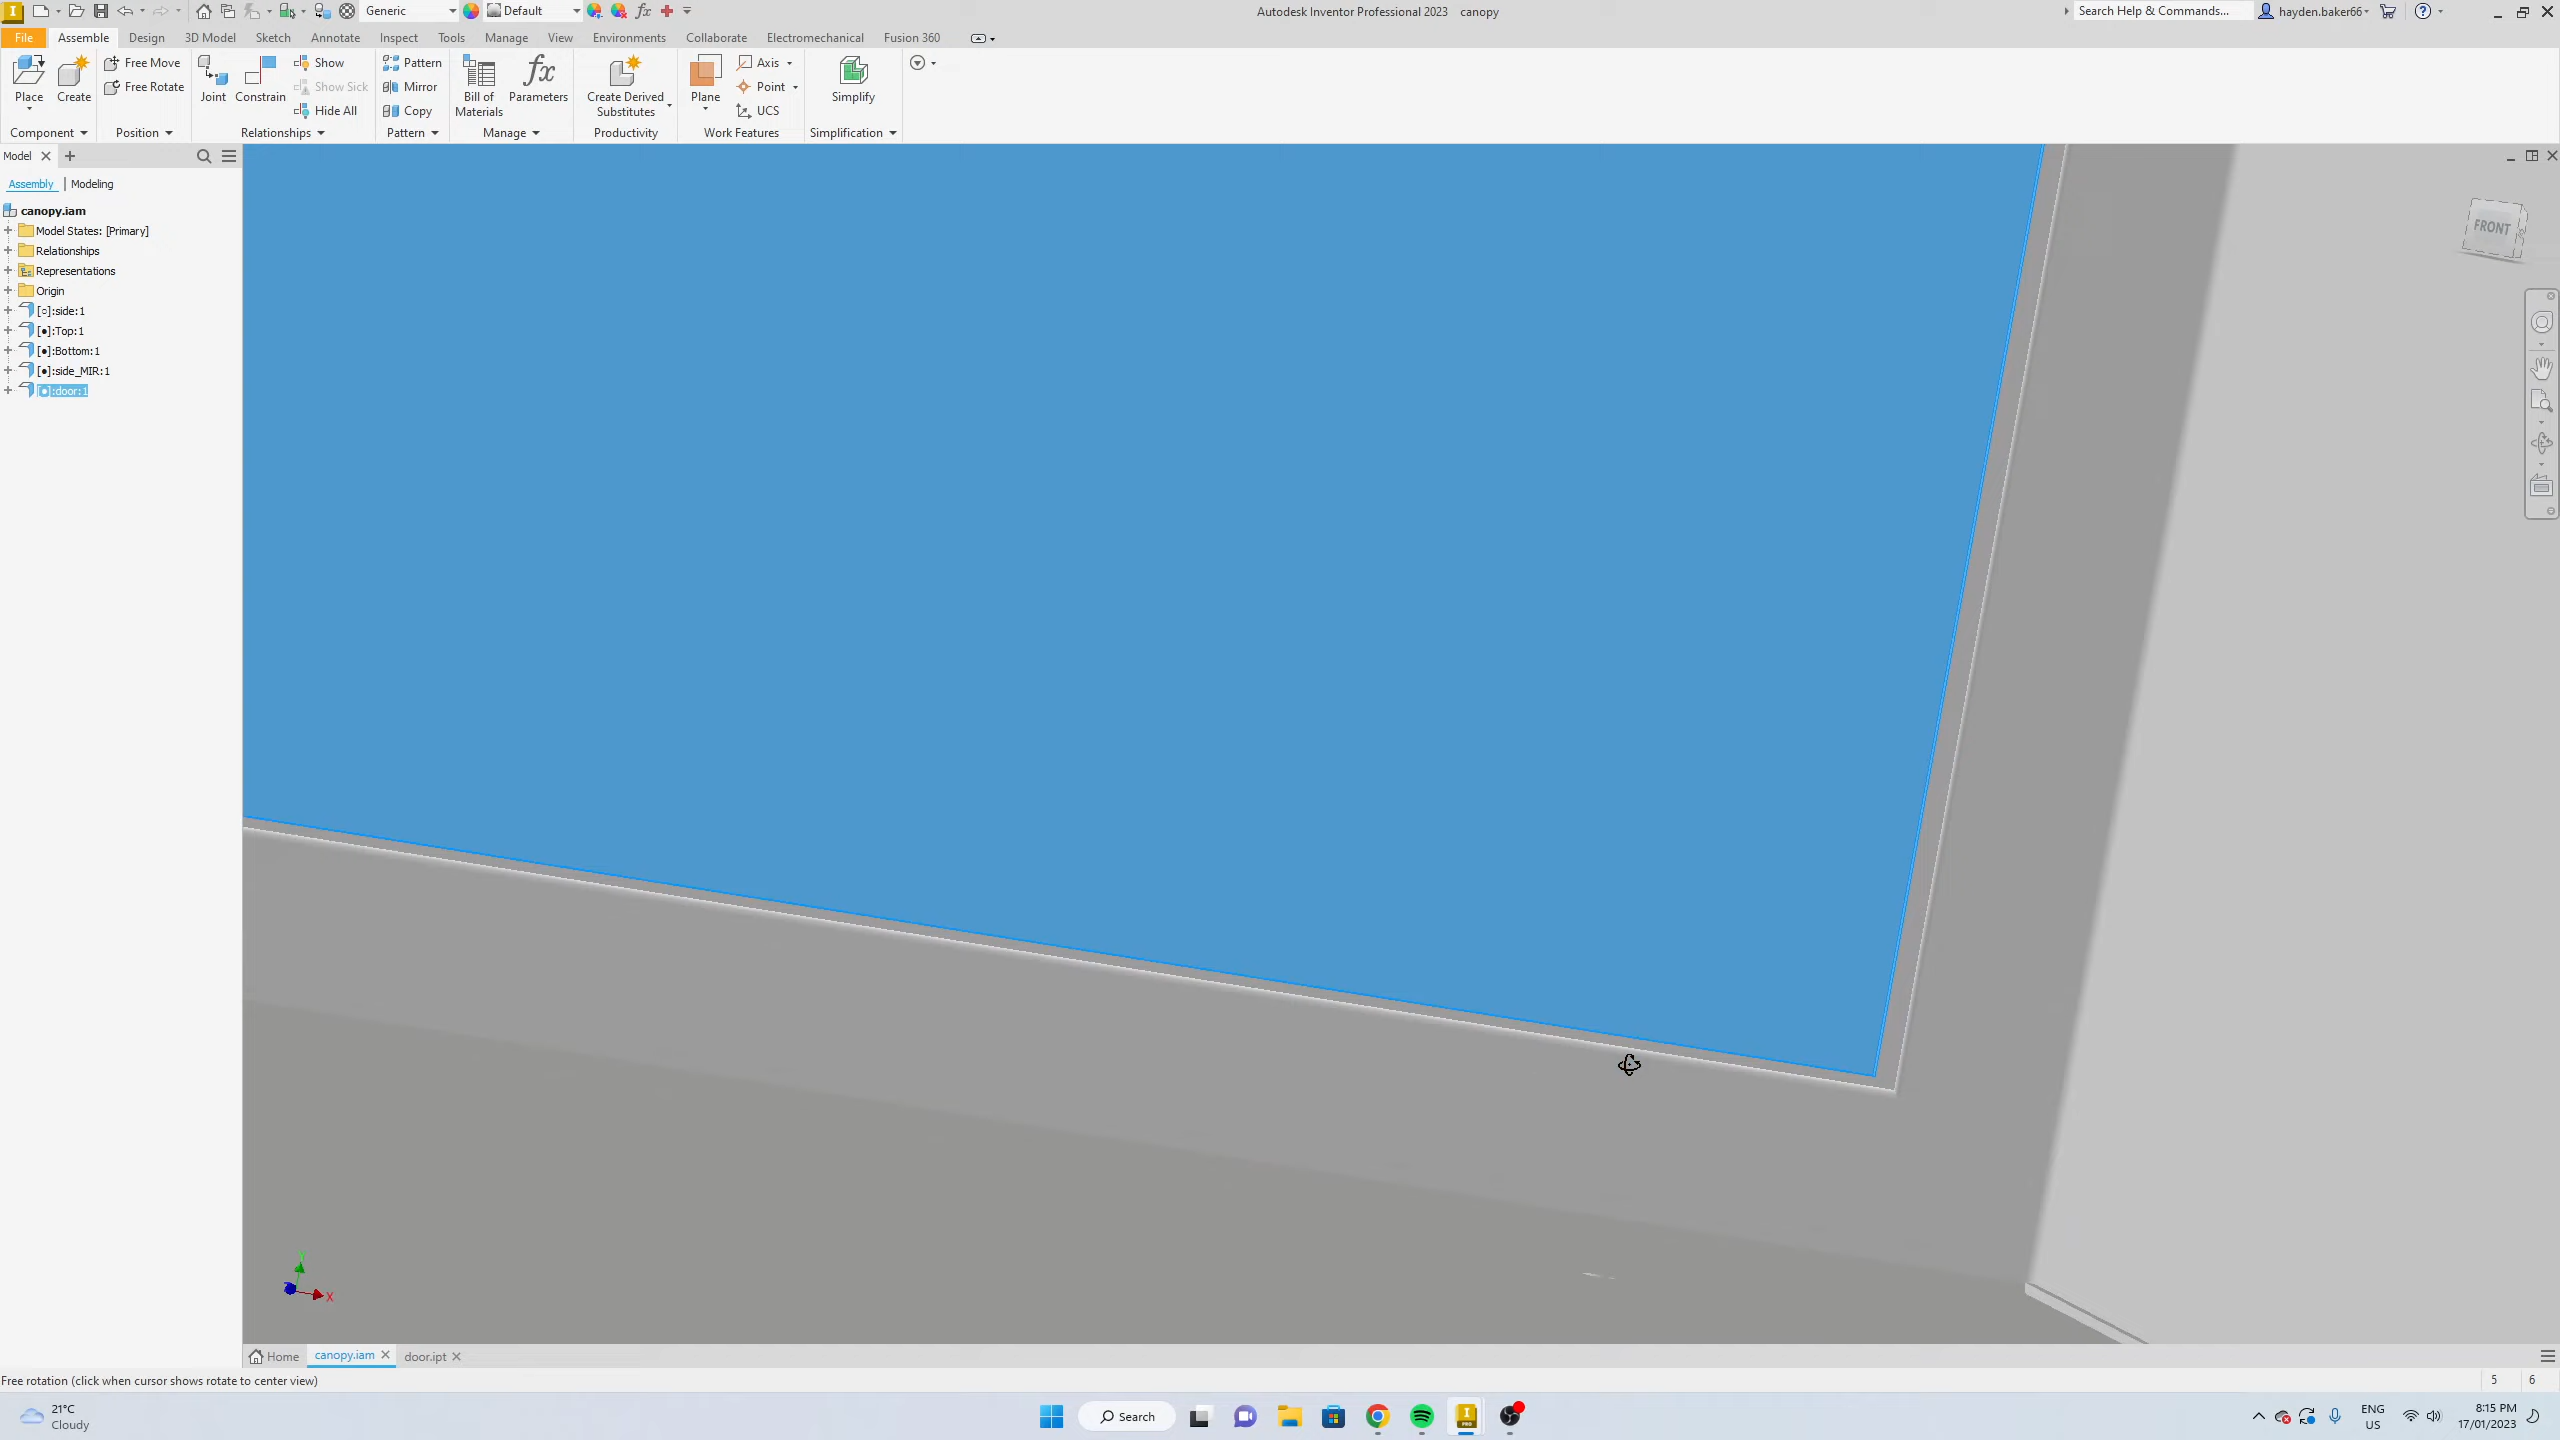 Generic
Default
Autodesk Inventor Professional 2023 canopy
Search Help & Commands...
hayden.baker66
File
Assemble
Design
3D Model
Sketch
Annotate
Inspect
Tools
Manage
View
Environments
Collaborate
Electromechanical
Fusion 360
Place
Create
Free Move
Free Rotate
Joint
Constrain
Show
Show Sick
Hide All
Pattern
Mirror
Copy
Bill of
Materials
Parameters
Create Derived
Substitutes
Plane
Axis
Point
UCS
Simplify
Component
Position
Relationships
Pattern
Manage
Productivity
Work Features
Simplification
Model
Assembly
Modeling
canopy.iam
Model States: [Primary]
Relationships
Representations
Origin
[○]:side:1
[●]:Top:1
[●]:Bottom:1
[●]:side_MIR:1
[●]:door:1
FRONT
X
Home
canopy.iam
door.ipt
Free rotation (click when cursor shows rotate to center view)
5
6
21°C
Cloudy
Search
ENG
US
8:15 PM
17/01/2023